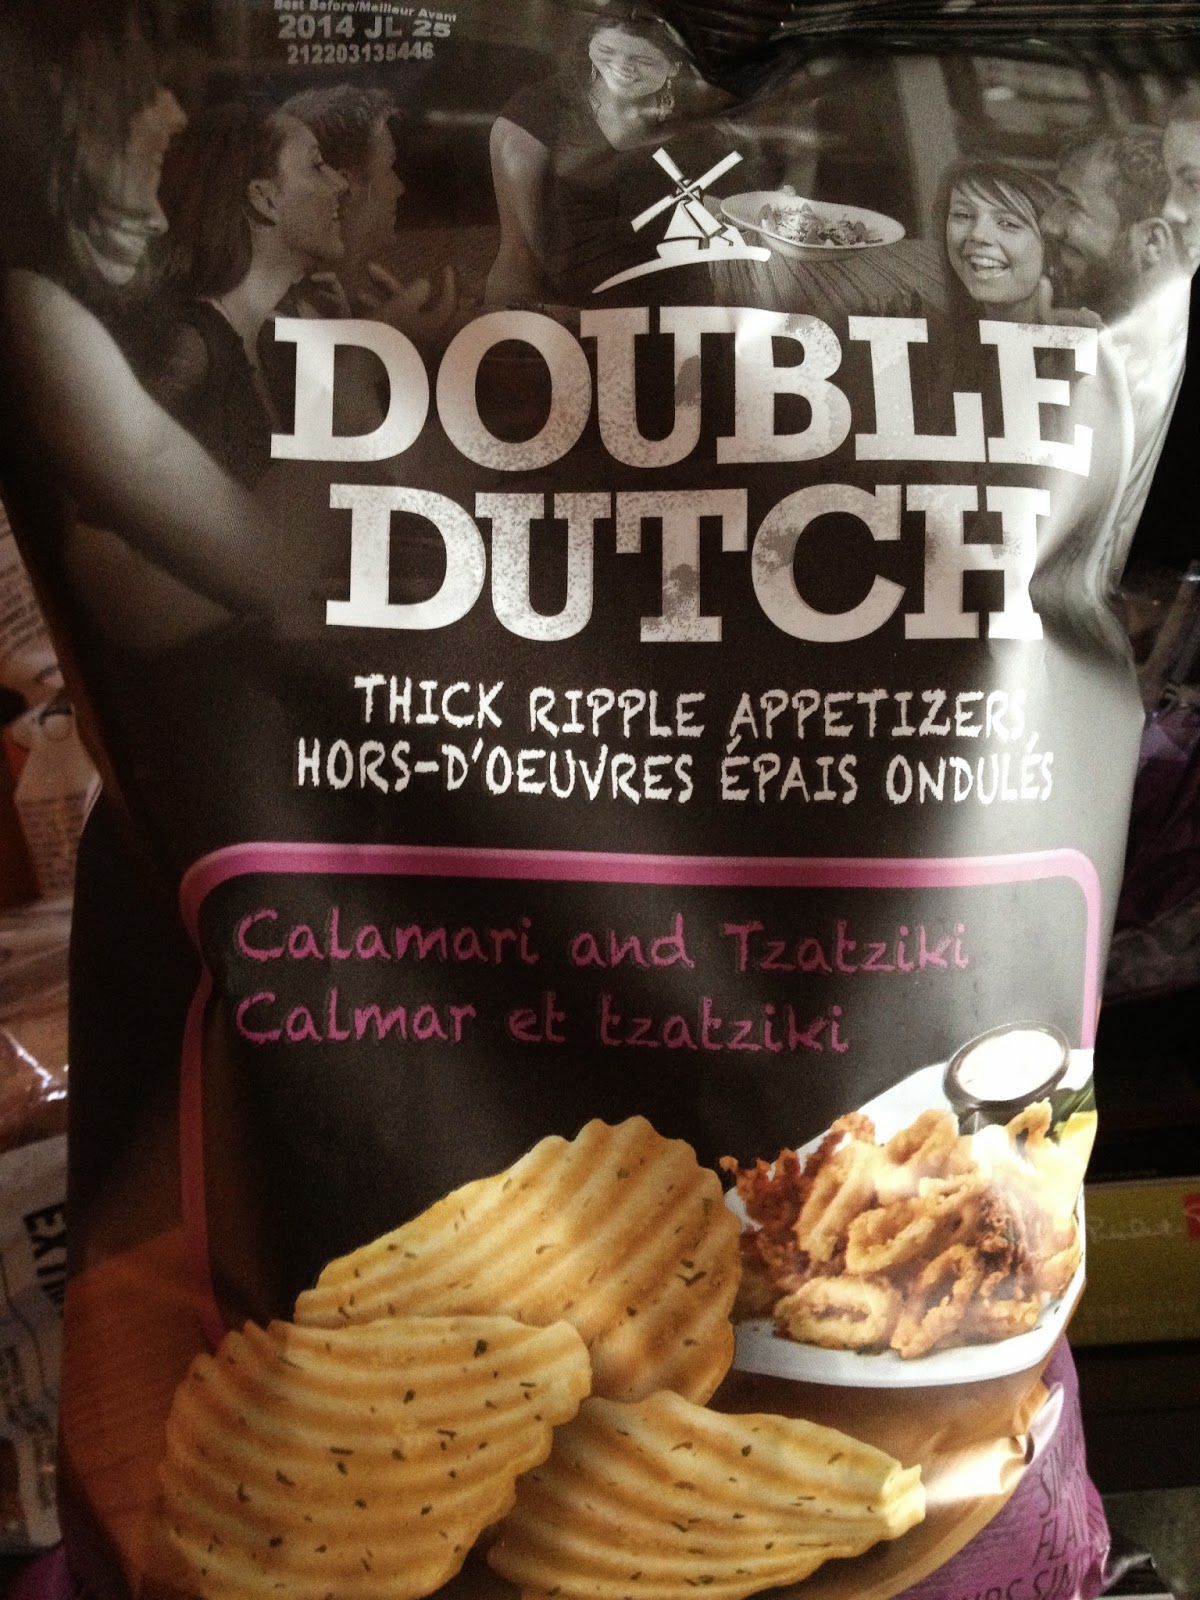 Best Before/Meilleur Avant
2014 JL 25
212203135446
DOUBLE
DUTCH
THICK RIPPLE APPETIZERS
HORS-D'OEUVRES ÉPAIS ONDULÉS
Calamari and Tzatziki
Calmar et tzatziki